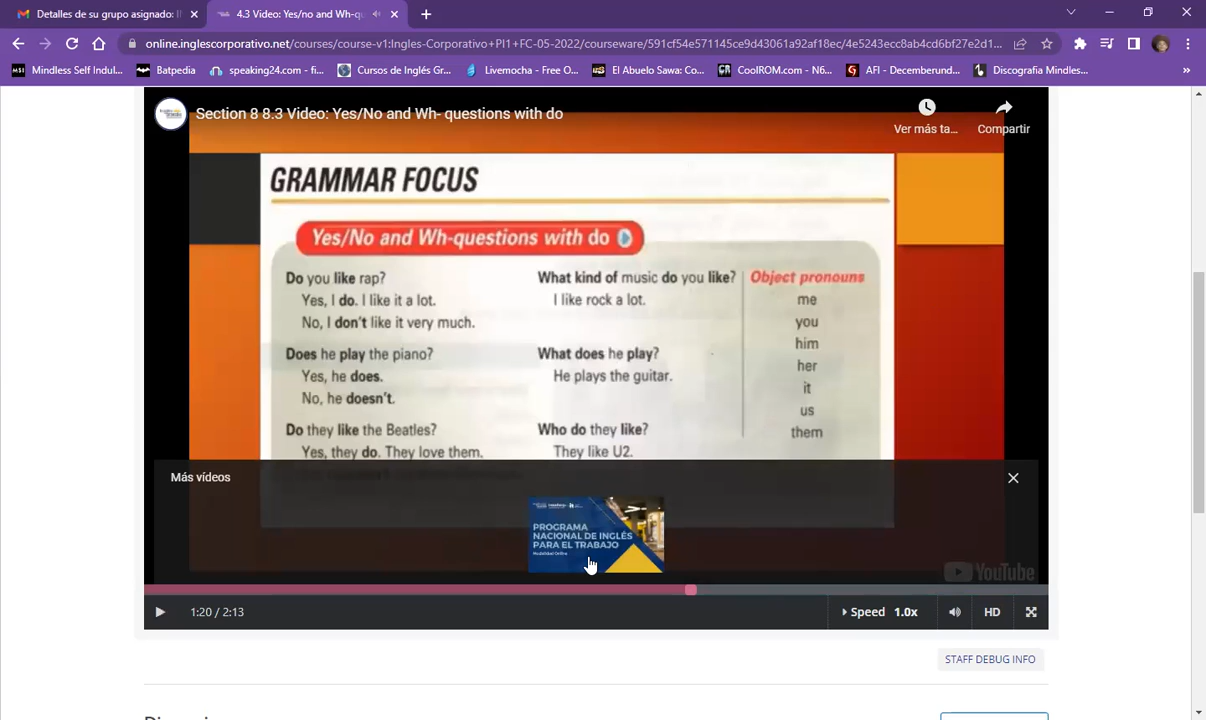 Detalles de su grupo asignado: I
4.3 Video: Yes/no and Wh-qu
online.inglescorporativo.net/courses/course-v1:Ingles-Corporativo+PI1+FC-05-2022/courseware/591cf54e571145ce9d43061a92af18ec/4e5243ecc8ab4cd6bf27e2d1...
Mindless Self Indul...
Batpedia
speaking24.com - fi...
Cursos de Inglés Gr...
Livemocha - Free O...
El Abuelo Sawa: Co...
CoolROM.com - N6...
AFI - Decemberund...
Discografia Mindles...
Section 8 8.3 Video: Yes/No and Wh- questions with do
Ver más ta...
Compartir
GRAMMAR FOCUS
Yes/No and Wh-questions with do
Do you like rap?
Yes, I do. I like it a lot.
No, I don't like it very much.
Does he play the piano?
Yes, he does.
No, he doesn't.
Do they like the Beatles?
Yes, they do. They love them.
What kind of music do you like?
I like rock a lot.
What does he play?
He plays the guitar.
Who do they like?
They like U2.
Object pronouns
me
you
him
her
it
us
them
Más vídeos
PROGRAMA
NACIONAL DE INGLÉS
PARA EL TRABAJO
Modalidad Online
YouTube
1:20 / 2:13
Speed 1.0x
HD
STAFF DEBUG INFO